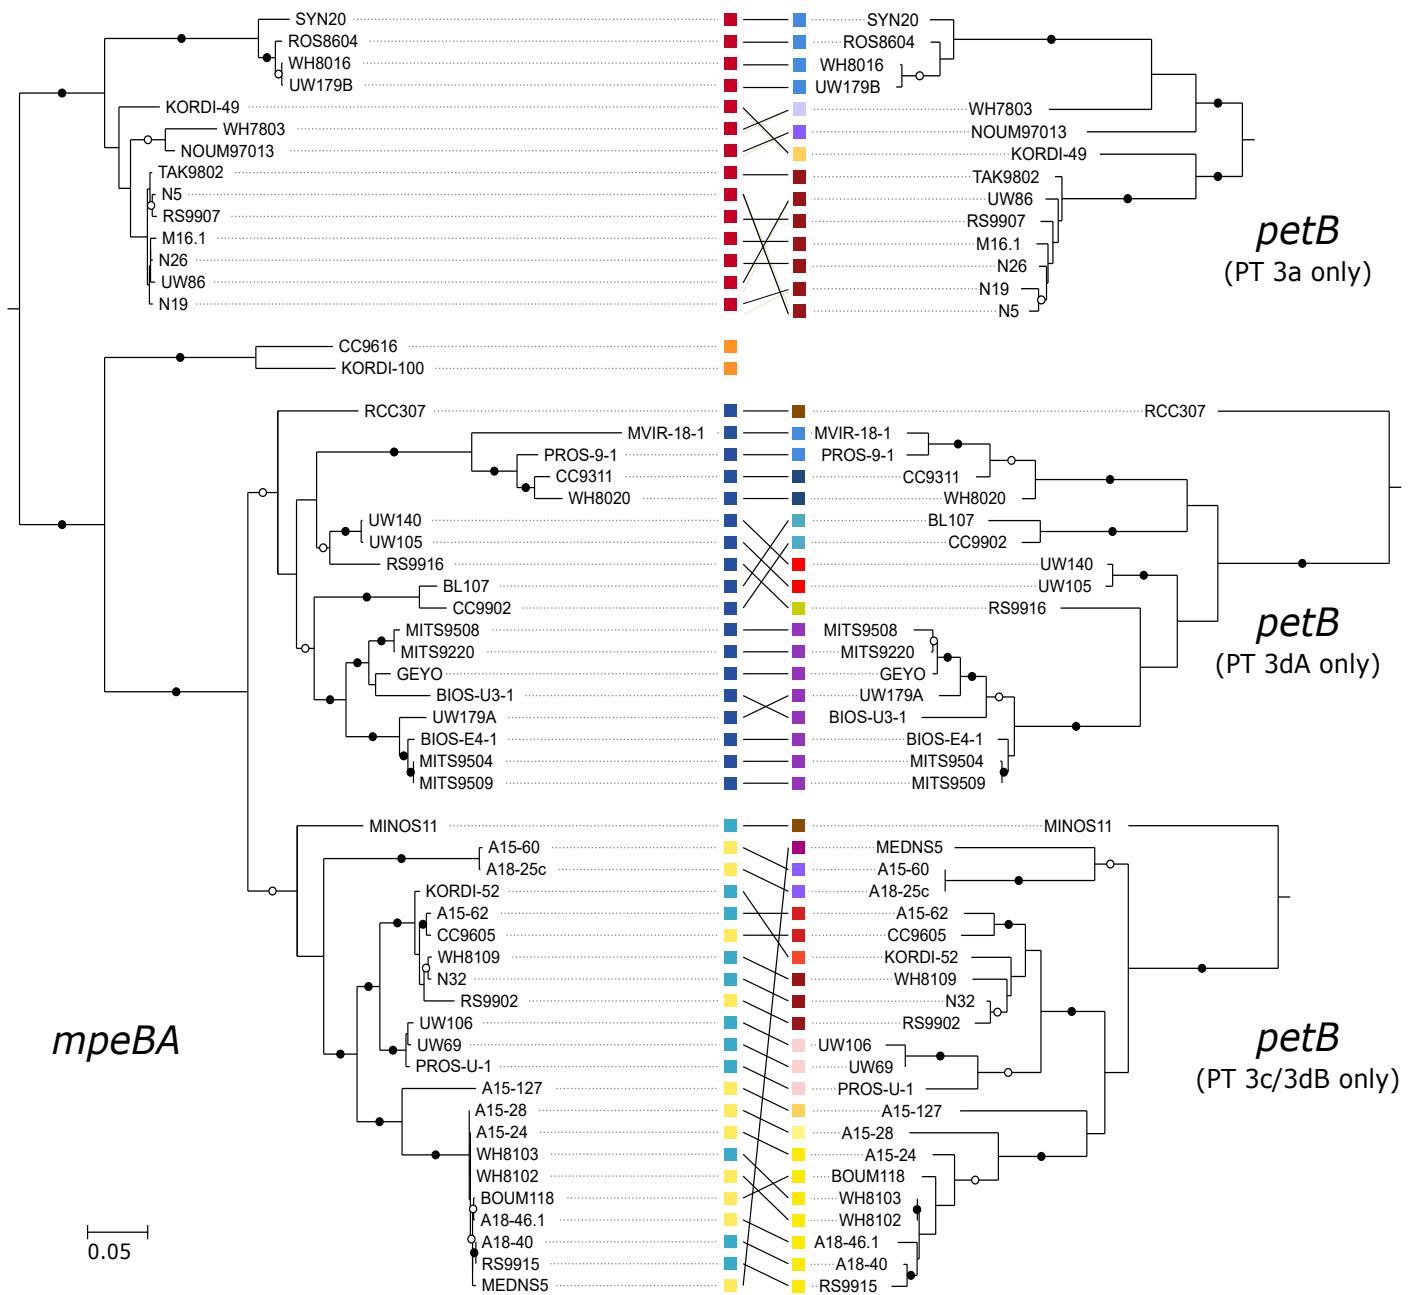 SYN20 SYN20
ROS8604 ROS8604
WH8016 WH8016
UW179B UW179B
KORDI-49 WH7803
WH7803 NOUM97013
NOUM97013 KORDI-49
TAK9802 TAK9802
N5 UW86
RS9907 RS9907
M16.1 M16.1
N26 N26
UW86 N19
N19 N5
petB
(PT 3a only)
CC9616
KORDI-100
RCC307 RCC307
MVIR-18-1 MVIR-18-1
PROS-9-1 PROS-9-1
CC9311 CC9311
WH8020 WH8020
UW140 BL107
UW105 CC9902
RS9916 UW140
BL107 UW105
CC9902 RS9916
MITS9508 MITS9508
MITS9220 MITS9220
GEYO GEYO
BIOS-U3-1 UW179A
UW179A BIOS-U3-1
BIOS-E4-1 BIOS-E4-1
MITS9504 MITS9504
MITS9509 MITS9509
petB
(PT 3dA only)
MINOS11 MINOS11
A15-60 MEDNS5
A18-25c A15-60
KORDI-52 A18-25c
A15-62 A15-62
CC9605 CC9605
WH8109 KORDI-52
N32 WH8109
RS9902 N32
UW106 RS9902
UW69 UW106
PROS-U-1 UW69
A15-127 PROS-U-1
A15-28 A15-127
A15-24 A15-28
WH8103 A15-24
WH8102 BOUM118
BOUM118 WH8103
A18-46.1 WH8102
A18-40 A18-46.1
RS9915 A18-40
MEDNS5 RS9915
mpeBA
petB
(PT 3c/3dB only)
0.05